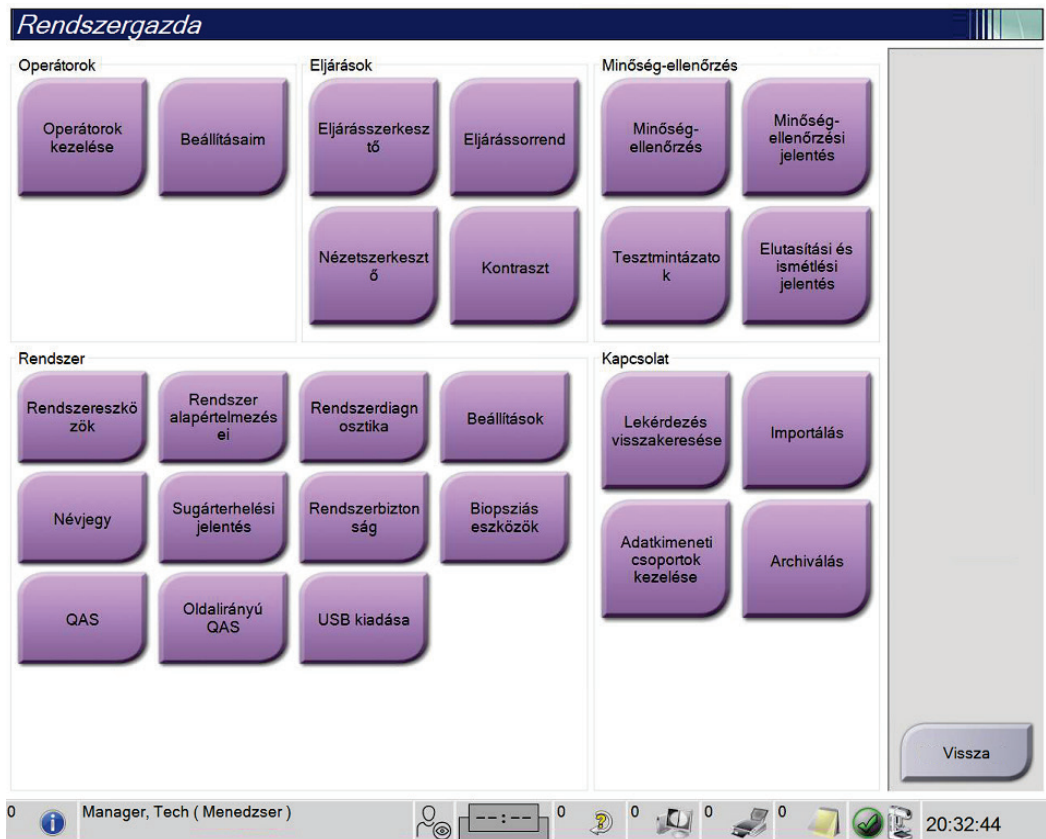 Rendszergazda
Operátorok
Operátorok
kezelése
Beállításaim
Eljárások
Eljárásszerkesz
tő
Eljárássorrend
Nézetszerkeszt
ő
Kontraszt
Minőség-ellenőrzés
Minőség-
ellenőrzés
Minőség-
ellenőrzési
jelentés
Tesztmintázato
k
Elutasítási és
ismétlési
jelentés
Rendszer
Rendszereszkö
zök
Rendszer
alapértelmezés
ei
Rendszerdiagn
osztika
Beállítások
Névjegy
Sugárterhelési
jelentés
Rendszerbizton
ság
Biopsziás
eszközök
QAS
Oldalirányú
QAS
USB kiadása
Kapcsolat
Lekérdezés
visszakeresése
Importálás
Adatkimeneti
csoportok
kezelése
Archiválás
Vissza
0
Manager, Tech ( Menedzser )
--:--
0
0
0
0
20:32:44